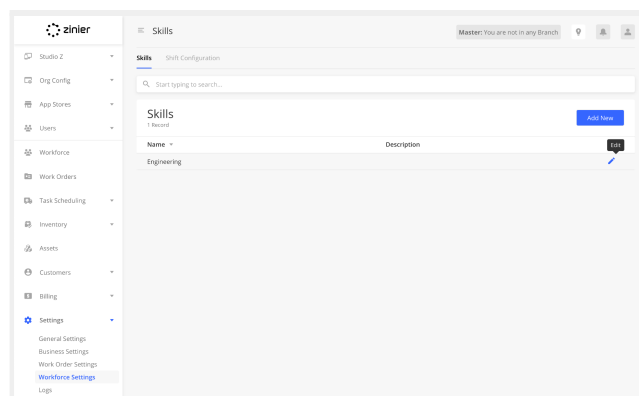 zinier
Skills
Master: You are not in any Branch
Studio Z
Org Config
App Stores
Users
Workforce
Work Orders
Task Scheduling
Inventory
Assets
Customers
Billing
Settings
General Settings
Business Settings
Work Order Settings
Workforce Settings
Logs
Skills
Shift Configuration
Start typing to search...
Skills
1 Record
Add New
Name
Description
Edit
Engineering